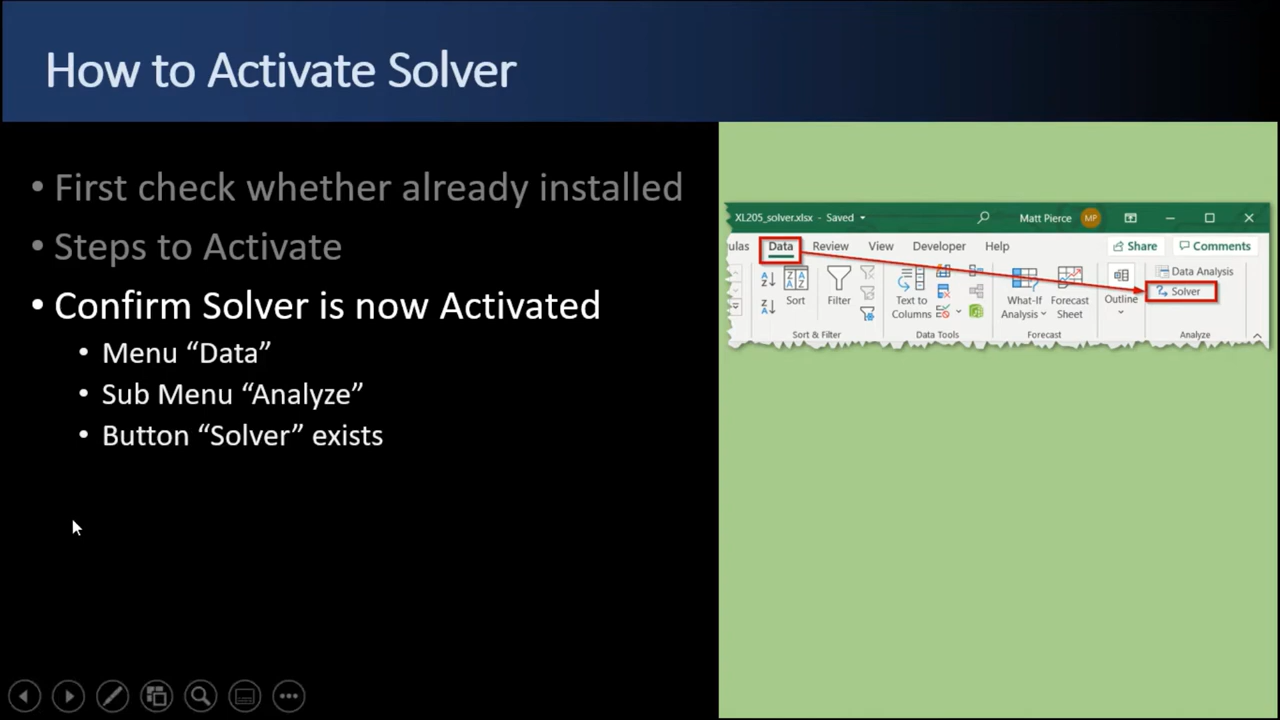 How to Activate Solver
• First check whether already installed
• Steps to Activate
• Confirm Solver is now Activated
• Menu “Data”
• Sub Menu “Analyze”
• Button “Solver” exists
XL205_solver.xlsx - Saved
Matt Pierce MP
ulas Data Review View Developer Help Share Comments
Sort
Filter
Text to Columns
What-If Analysis
Forecast Sheet
Outline
Data Analysis
Solver
Sort & Filter Data Tools Forecast Analyze